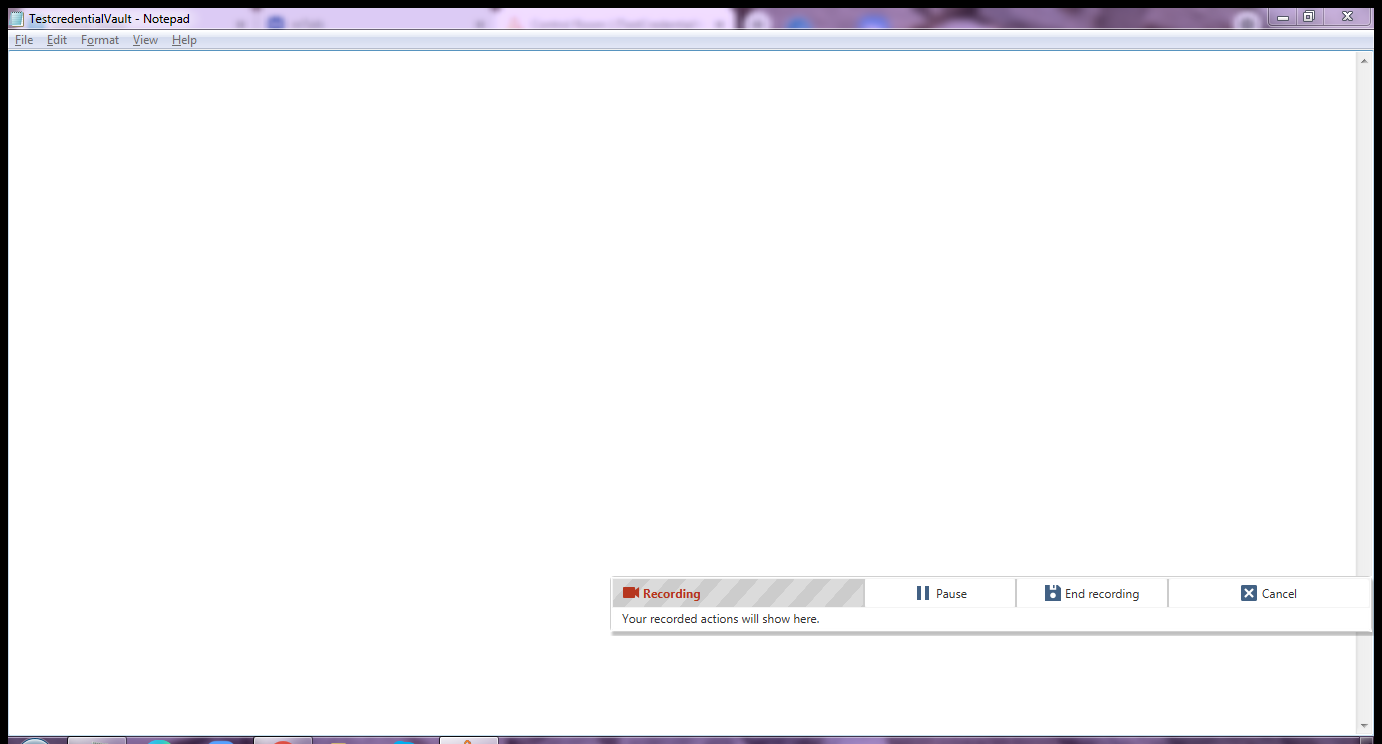 TestcredentialVault - Notepad
File Edit Format View Help
Recording Pause End recording Cancel
Your recorded actions will show here.